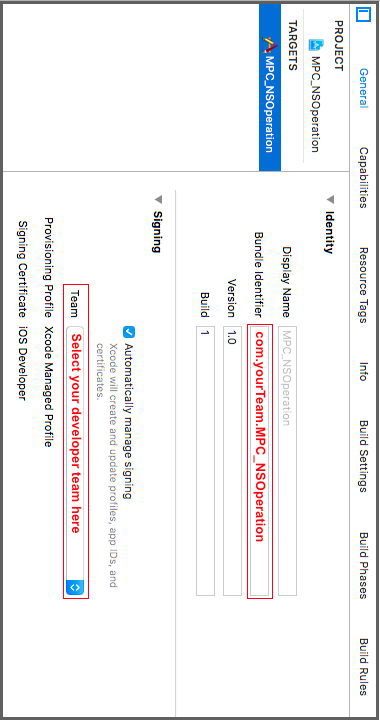 General Capabilities Resource Tags Info Build Settings Build Phases Build Rules
PROJECT
MPC_NSOperation
TARGETS
MPC_NSOperation
Identity
Display Name MPC_NSOperation
Bundle Identifier com.yourTeam.MPC_NSOperation
Version 1.0
Build 1
Signing
Automatically manage signing
Xcode will create and update profiles, app IDs, and
certificates.
Team Select your developer team here
Provisioning Profile Xcode Managed Profile
Signing Certificate iOS Developer